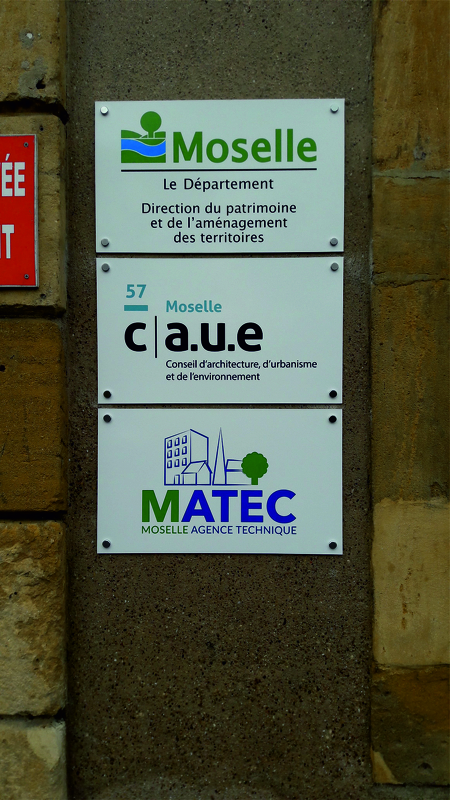 ÉE
T
Moselle
Le Département
Direction du patrimoine
et de l'aménagement
des territoires
57
Moselle
c|a.u.e
Conseil d'architecture, d'urbanisme
et de l'environnement
MATEC
MOSELLE AGENCE TECHNIQUE